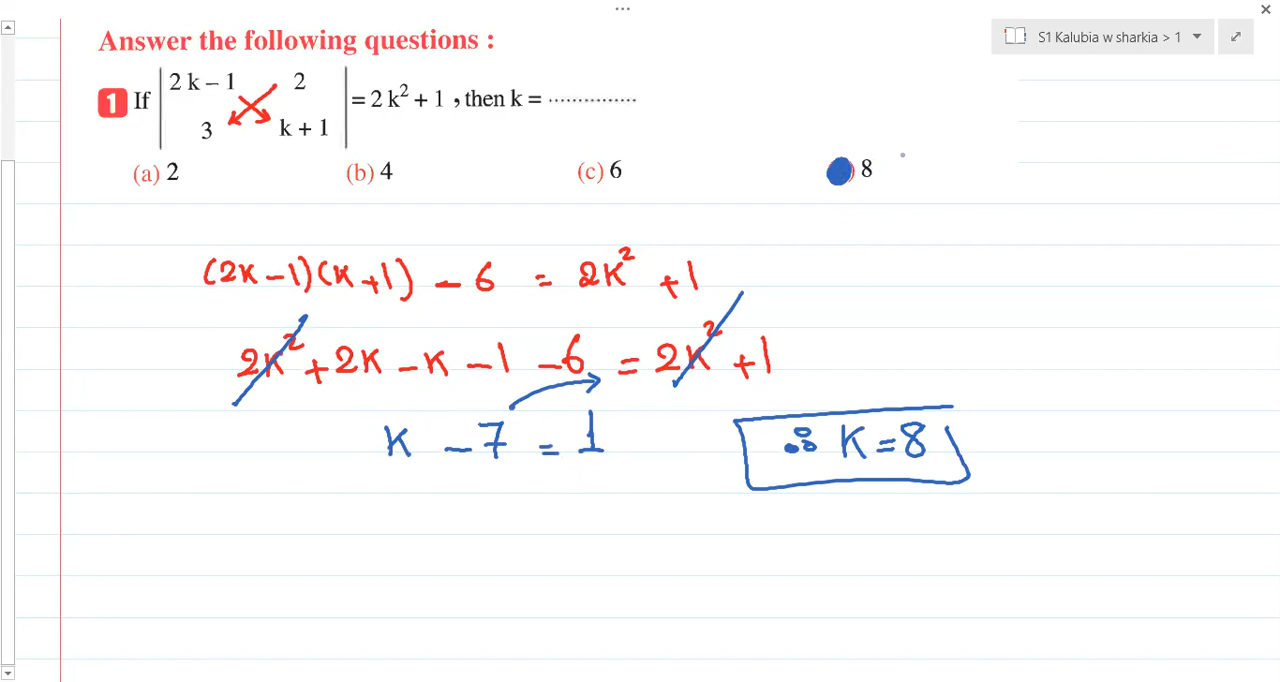 S1 Kalubia w sharkia > 1
Answer the following questions :
1 If | 2 k – 1 2 | = 2 k² + 1 , then k = ...............
3 k + 1
(a) 2 (b) 4 (c) 6 ) 8
(2K – 1)(K + 1) – 6 = 2K² + 1
2K² + 2K – K – 1 – 6 = 2K² + 1
K – 7 = 1 ∴ K = 8